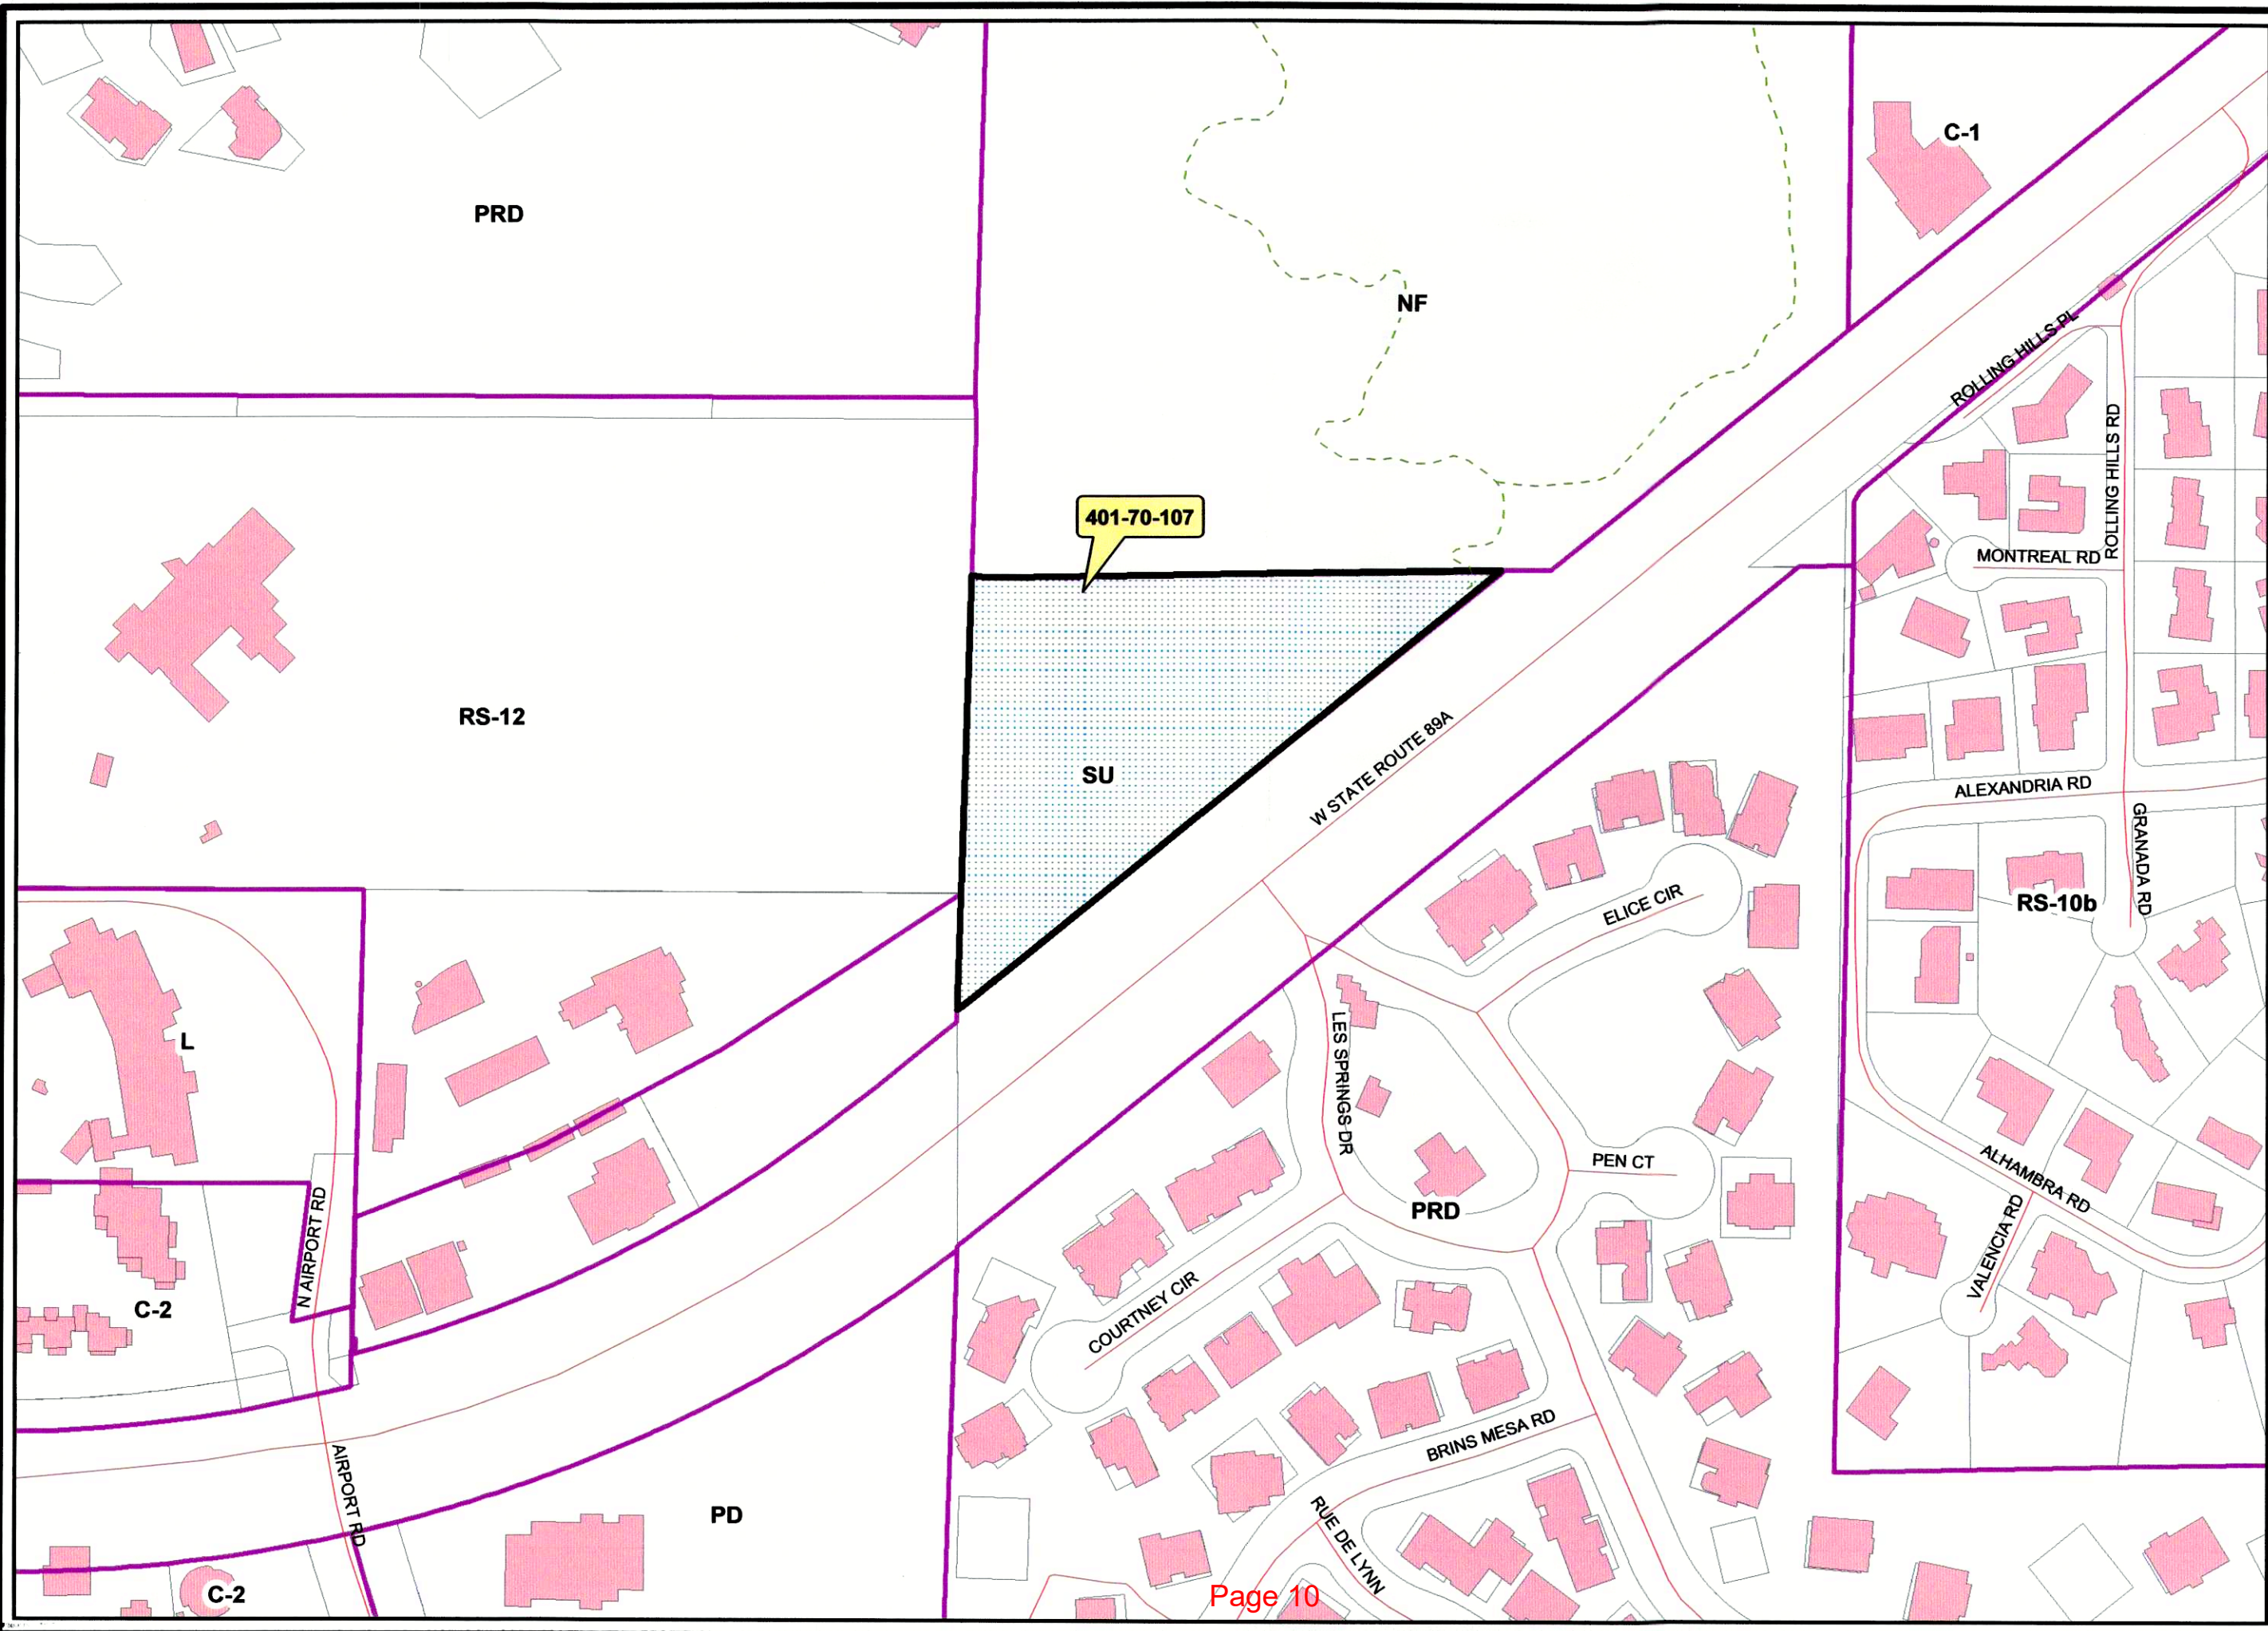 C-1
PRD
NF
ROLLING HILLS PL
ROLLING HILLS RD
401-70-107
MONTREAL RD
RS-12
SU
W STATE ROUTE 89A
ALEXANDRIA RD
GRANADA RD
ELICE CIR
RS-10b
L
LES SPRINGS DR
PEN CT
ALHAMBRA RD
PRD
N AIRPORT RD
VALENCIA RD
C-2
COURTNEY CIR
BRINS MESA RD
AIRPORT RD
PD
RUE DE LYNN
C-2
Page 10